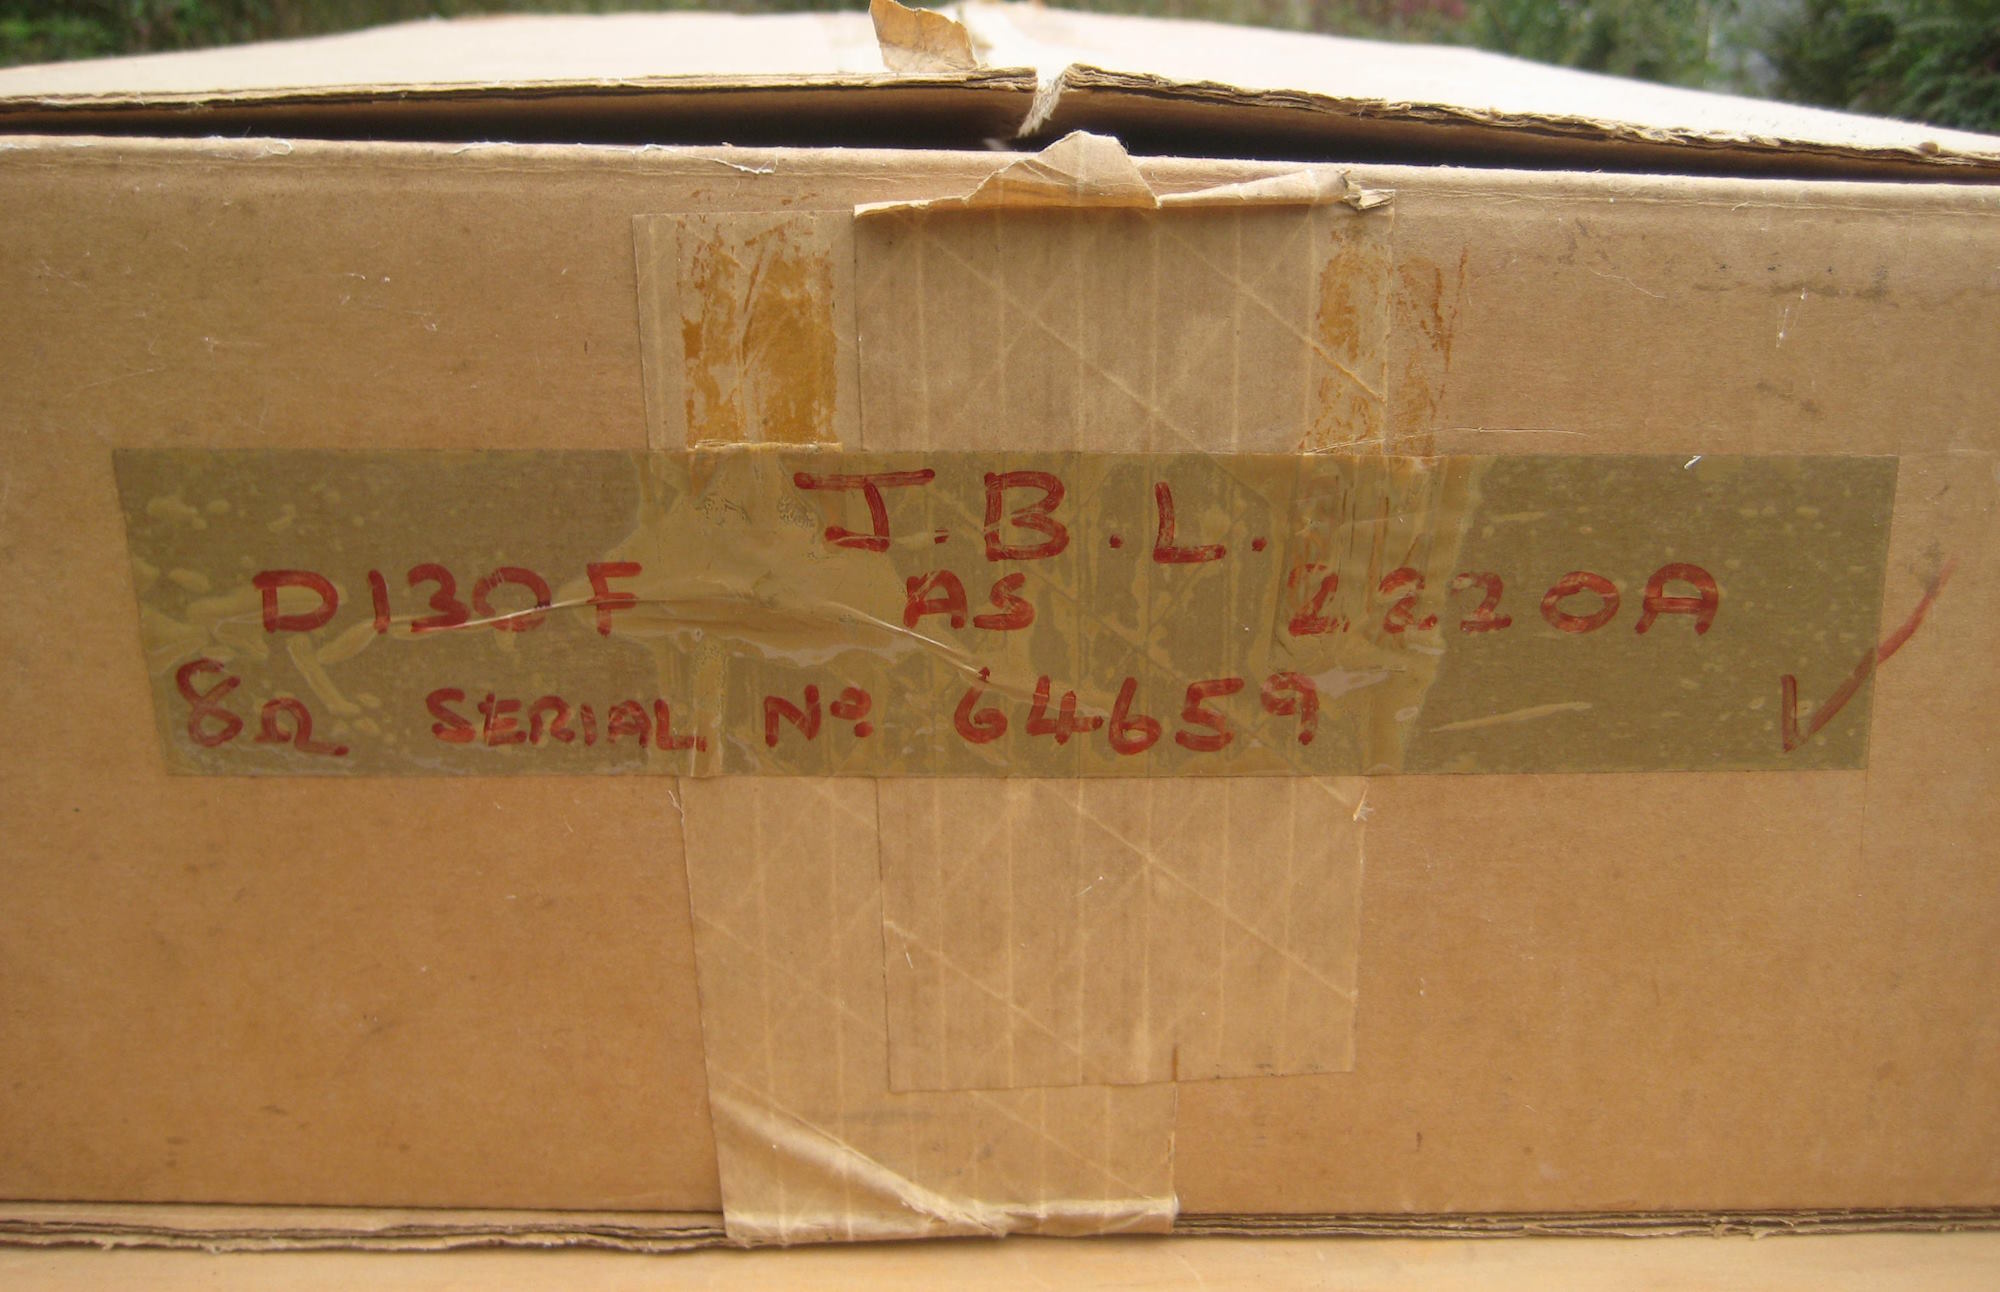 J.B.L.
D130F AS 2220A
8Ω SERIAL Nº 64659